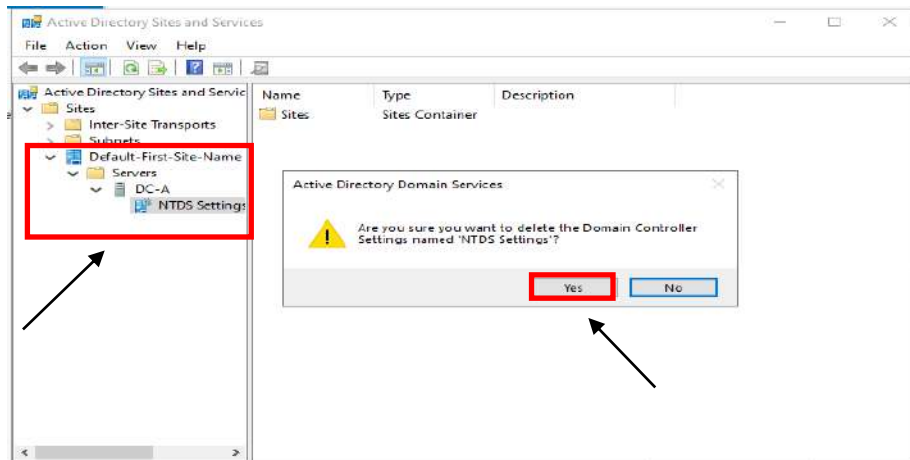 Active Directory Sites and Services
File Action View Help
Active Directory Sites and Servic
Sites
Inter-Site Transports
Subnets
Default-First-Site-Name
Servers
DC-A
NTDS Settings
Name Type Description
Sites Sites Container
Active Directory Domain Services
Are you sure you want to delete the Domain Controller
Settings named 'NTDS Settings'?
Yes No